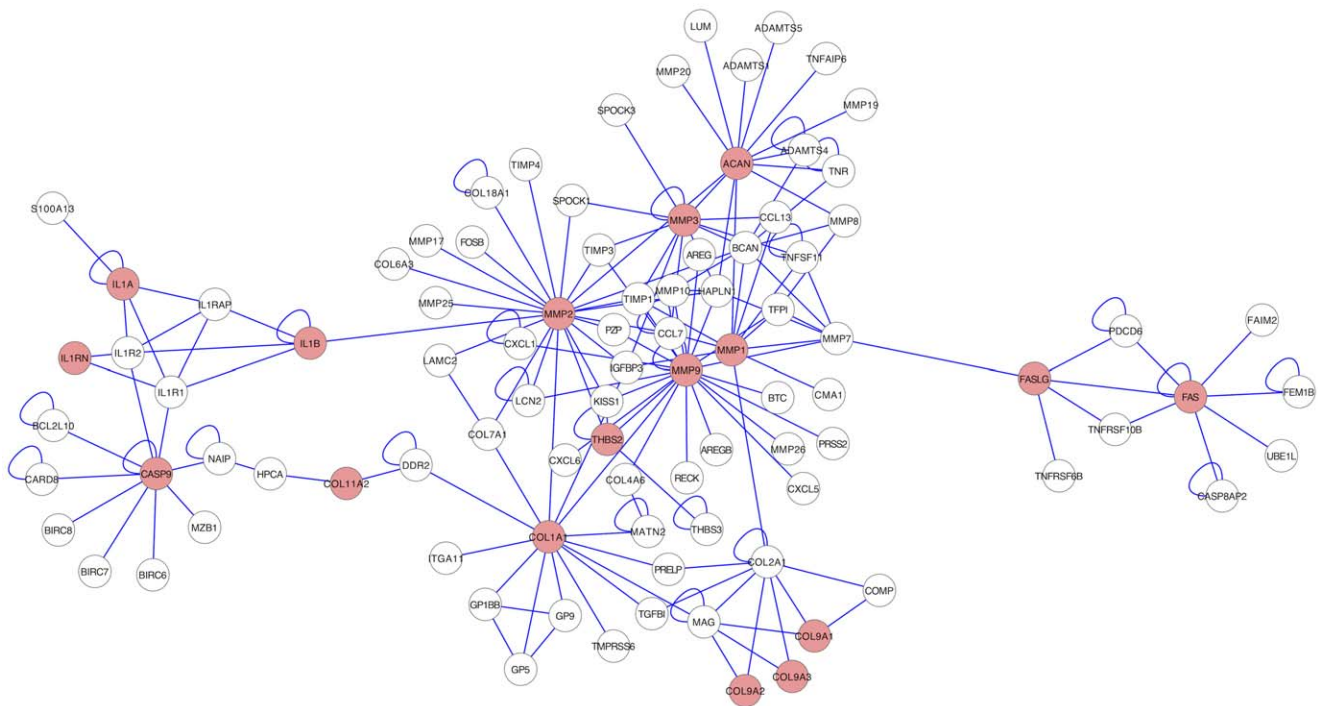 LUM
ADAMTS5
MMP20
ADAMTS1
TNFAIP6
SPOCK3
MMP19
ADAMTS4
ACAN
TNR
TIMP4
COL18A1
SPOCK1
S100A13
MMP3
CCL13
MMP8
MMP17
FOSB
TIMP3
AREG
BCAN
TNFSF11
COL6A3
IL1A
IL1RAP
MMP25
TIMP1
MMP10
HAPLN1
MMP2
TFPI
PDCD6
FAIM2
IL1B
CXCL1
PZP
CCL7
MMP7
IL1RN
IL1R2
LAMC2
IGFBP3
MMP9
MMP1
FASLG
FAS
FEM1B
IL1R1
LCN2
KISS1
BTC
CMA1
BCL2L10
COL7A1
THBS2
AREGB
MMP26
PRSS2
TNFRSF10B
UBE1L
NAIP
CARD8
CASP9
HPCA
COL11A2
DDR2
CXCL6
COL4A6
RECK
CXCL5
TNFRSF6B
CASP8AP2
BIRC8
MZB1
COL1A1
MATN2
THBS3
BIRC7
BIRC6
ITGA11
PRELP
COL2A1
COMP
GP1BB
GP9
TGFBI
MAG
COL9A1
TMPRSS6
GP5
COL9A2
COL9A3